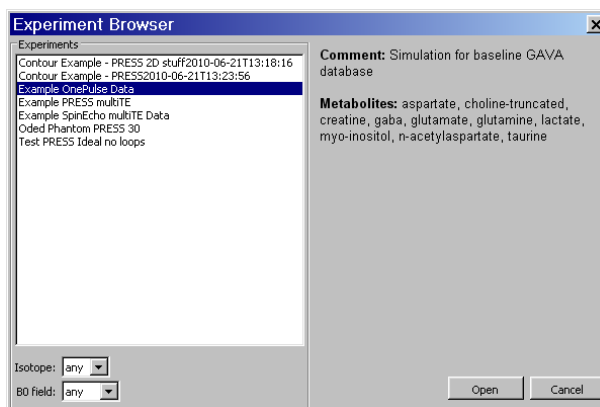 Experiment Browser
Experiments
Contour Example - PRESS 2D stuff2010-06-21T13:18:16
Contour Example - PRESS2010-06-21T13:23:56
Example OnePulse Data
Example PRESS multiTE
Example SpinEcho multiTE Data
Oded Phantom PRESS 30
Test PRESS Ideal no loops
Isotope: any
B0 field: any
Comment: Simulation for baseline GAVA
database
Metabolites: aspartate, choline-truncated,
creatine, gaba, glutamate, glutamine, lactate,
myo-inositol, n-acetylaspartate, taurine
Open Cancel